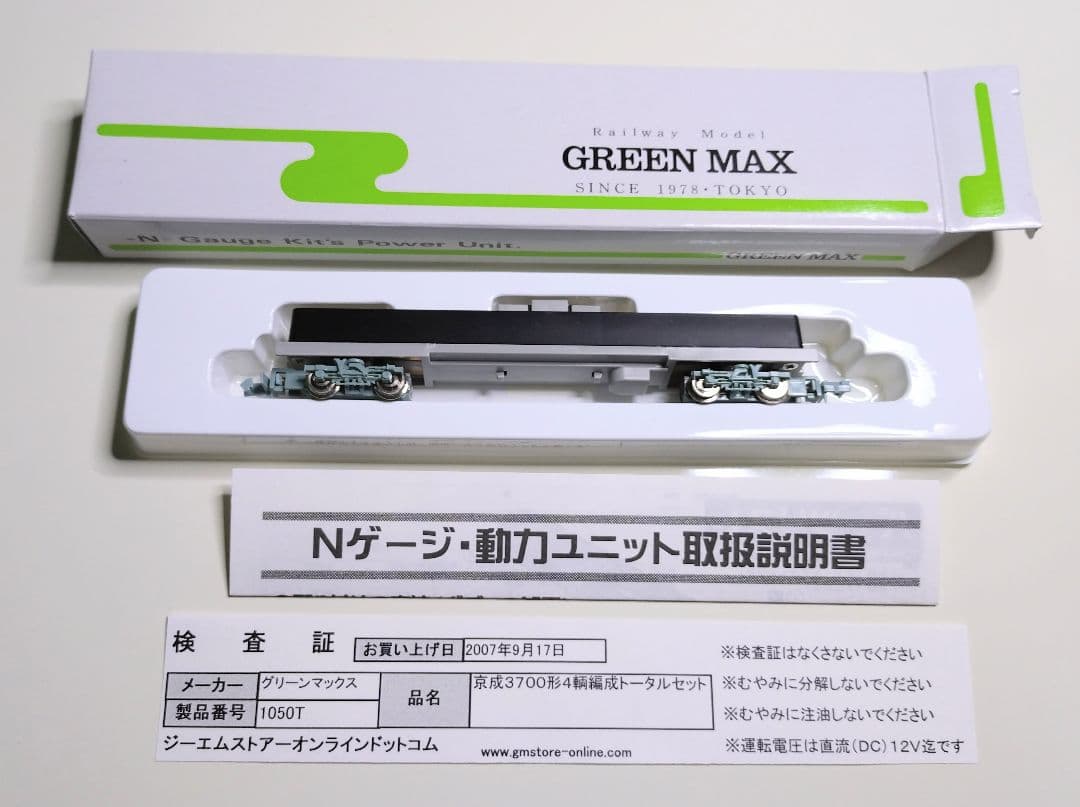 Railway Model
GREEN MAX
SINCE 1978・TOKYO
-N- Gauge Kit's Power Unit.
GREEN MAX
Nゲージ・動力ユニット取扱説明書
検 査 証
お買い上げ日 2007年9月17日
メーカー グリーンマックス
品名 京成3700形4輌編成トータルセット
製品番号 1050T
ジーエムストアーオンラインドットコム
www.gmstore-online.com
※検査証はなくさないでください
※むやみに分解しないでください
※むやみに注油しないでください
※運転電圧は直流(DC)12V迄です